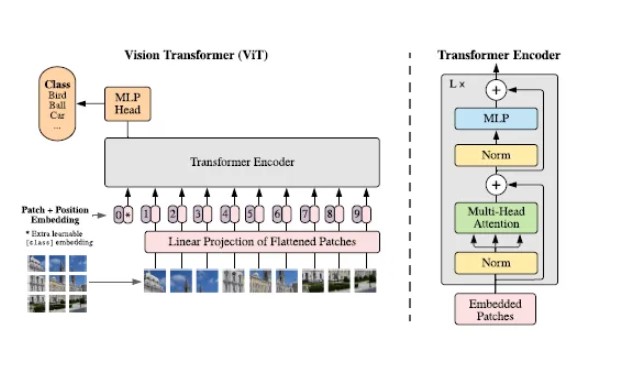 Vision Transformer (ViT)
Class
Bird
Ball
Car
...
MLP
Head
Transformer Encoder
Patch + Position
Embedding
* Extra learnable
[class] embedding
0 * 1 2 3 4 5 6 7 8 9
Linear Projection of Flattened Patches
Transformer Encoder
L x
+
MLP
Norm
+
Multi-Head
Attention
Norm
Embedded
Patches